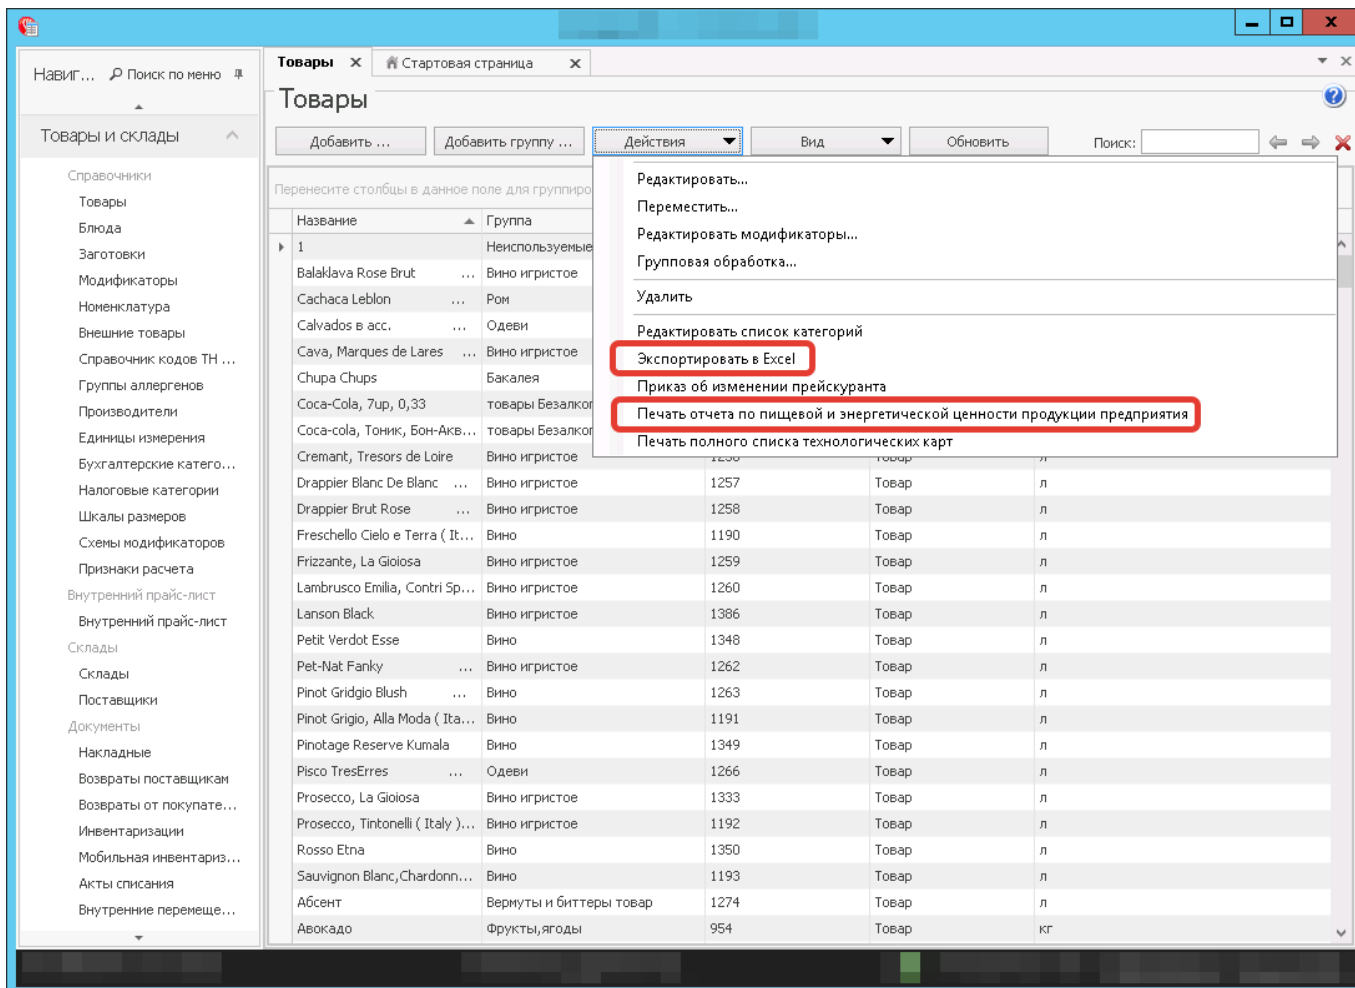 Навиг... Поиск по меню
Товары и склады
Справочники
Товары
Блюда
Заготовки
Модификаторы
Номенклатура
Внешние товары
Справочник кодов ТН ...
Группы аллергенов
Производители
Единицы измерения
Бухгалтерские катего...
Налоговые категории
Шкалы размеров
Схемы модификаторов
Признаки расчета
Внутренний прайс-лист
Внутренний прайс-лист
Склады
Склады
Поставщики
Документы
Накладные
Возвраты поставщикам
Возвраты от покупате...
Инвентаризации
Мобильная инвентариз...
Акты списания
Внутренние перемеще...
Товары Стартовая страница
Товары
Добавить ... Добавить группу ... Действия Вид Обновить Поиск:
Перенесите столбцы в данное поле для группиро
Редактировать...
Переместить...
Редактировать модификаторы...
Групповая обработка...
Удалить
Редактировать список категорий
Экспортировать в Excel
Приказ об изменении прейскуранта
Печать отчета по пищевой и энергетической ценности продукции предприятия
Печать полного списка технологических карт
Название Группа
1 Неиспользуемые
Balaklava Rose Brut ... Вино игристое
Cachaca Leblon ... Ром
Calvados в асс. ... Одеви
Cava, Marques de Lares ... Вино игристое
Chupa Chups Бакалея
Coca-Cola, 7up, 0,33 товары Безалког
Coca-cola, Тоник, Бон-Акв... товары Безалког
Cremant, Tresors de Loire Вино игристое Товар л
Drappier Blanc De Blanc ... Вино игристое 1257 Товар л
Drappier Brut Rose ... Вино игристое 1258 Товар л
Freschello Cielo e Terra ( It... Вино 1190 Товар л
Frizzante, La Gioiosa Вино игристое 1259 Товар л
Lambrusco Emilia, Contri Sp... Вино игристое 1260 Товар л
Lanson Black Вино игристое 1386 Товар л
Petit Verdot Esse Вино 1348 Товар л
Pet-Nat Fanky ... Вино игристое 1262 Товар л
Pinot Gridgio Blush ... Вино 1263 Товар л
Pinot Grigio, Alla Moda ( Ita... Вино 1191 Товар л
Pinotage Reserve Kumala Вино 1349 Товар л
Pisco TresErres ... Одеви 1266 Товар л
Prosecco, La Gioiosa Вино игристое 1333 Товар л
Prosecco, Tintonelli ( Italy )... Вино игристое 1192 Товар л
Rosso Etna Вино 1350 Товар л
Sauvignon Blanc,Chardonn... Вино 1193 Товар л
Абсент Вермуты и биттеры товар 1274 Товар л
Авокадо Фрукты,ягоды 954 Товар кг